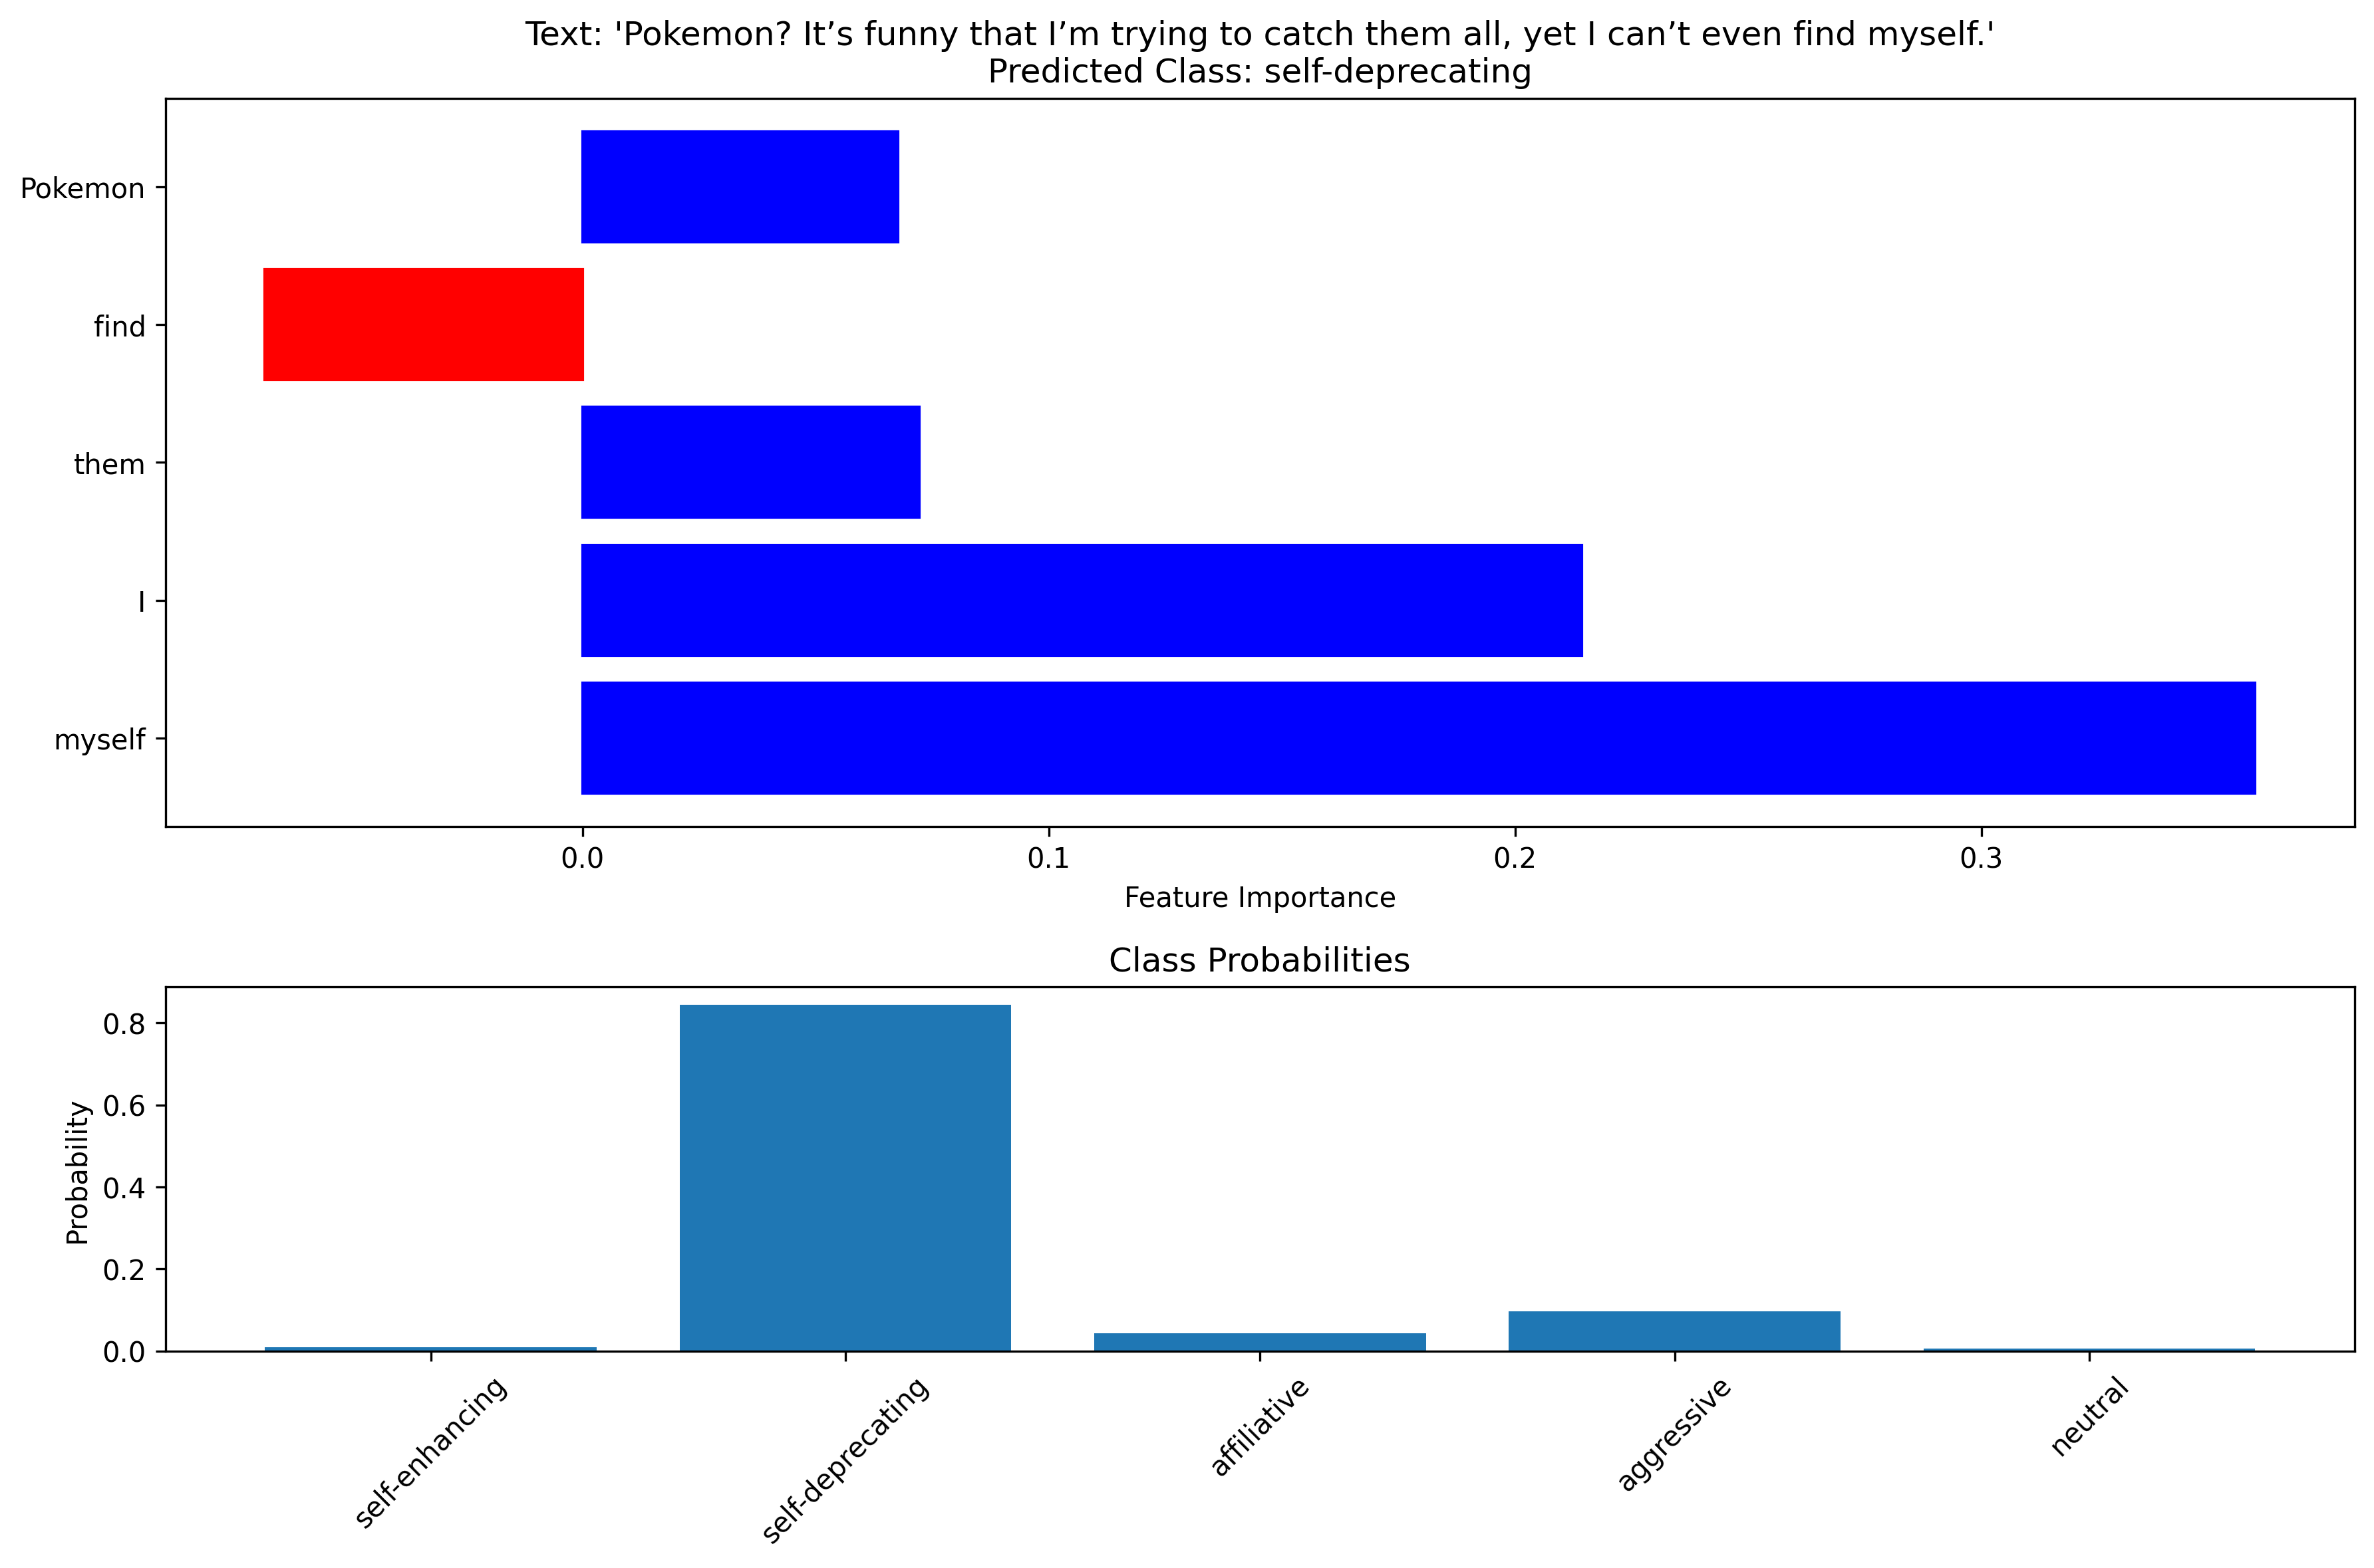 Text: 'Pokemon? It’s funny that I’m trying to catch them all, yet I can’t even find myself.'
Predicted Class: self-deprecating
Pokemon
find
them
I
myself
0.0 0.1 0.2 0.3
Feature Importance
Class Probabilities
Probability
0.8
0.6
0.4
0.2
0.0
self-enhancing self-deprecating affiliative aggressive neutral